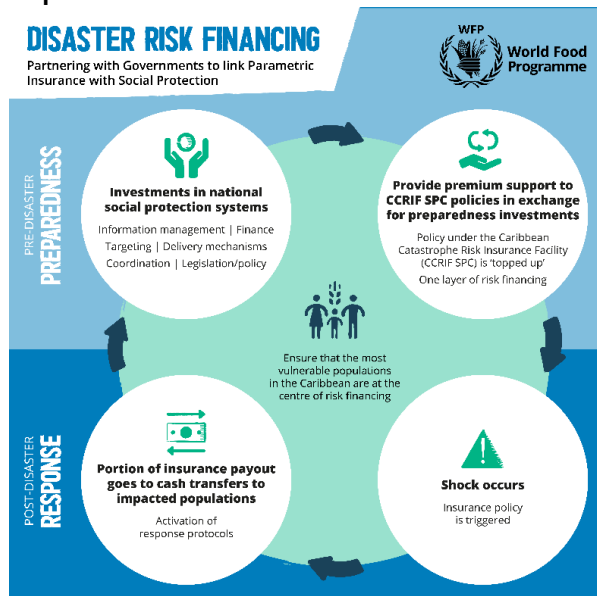 DISASTER RISK FINANCING
Partnering with Governments to link Parametric
Insurance with Social Protection
WFP
World Food
Programme
PRE-DISASTER
PREPAREDNESS
Investments in national
social protection systems
Information management | Finance
Targeting | Delivery mechanisms
Coordination | Legislation/policy
Provide premium support to
CCRIF SPC policies in exchange
for preparedness investments
Policy under the Caribbean
Catastrophe Risk Insurance Facility
(CCRIF SPC) is ‘topped up’
One layer of risk financing
Ensure that the most
vulnerable populations
in the Caribbean are at the
centre of risk financing
POST-DISASTER
RESPONSE
Portion of insurance payout
goes to cash transfers to
impacted populations
Activation of
response protocols
Shock occurs
Insurance policy
is triggered